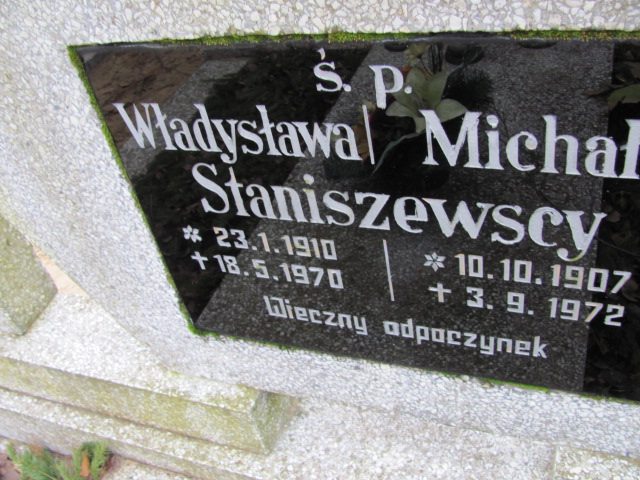 ś. p.
Władysława | Michał
Staniszewscy
* 23.1.1910 | * 10.10.1907
+ 18.5.1970 | + 3.9.1972
Wieczny odpoczynek